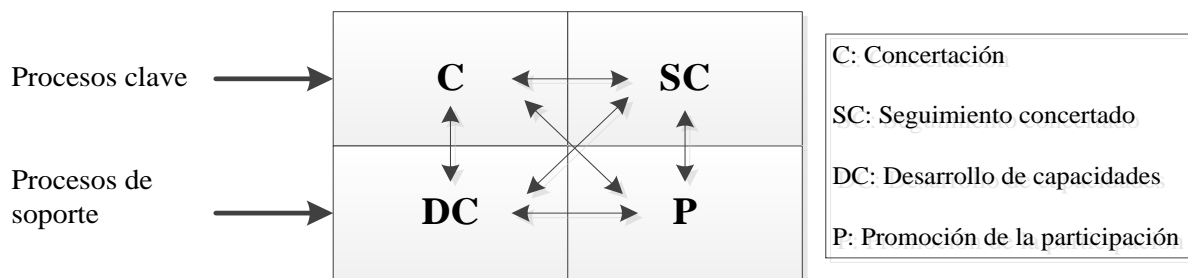 Procesos clave
C
SC
Procesos de
soporte
DC
P
C: Concertación
SC: Seguimiento concertado
DC: Desarrollo de capacidades
P: Promoción de la participación